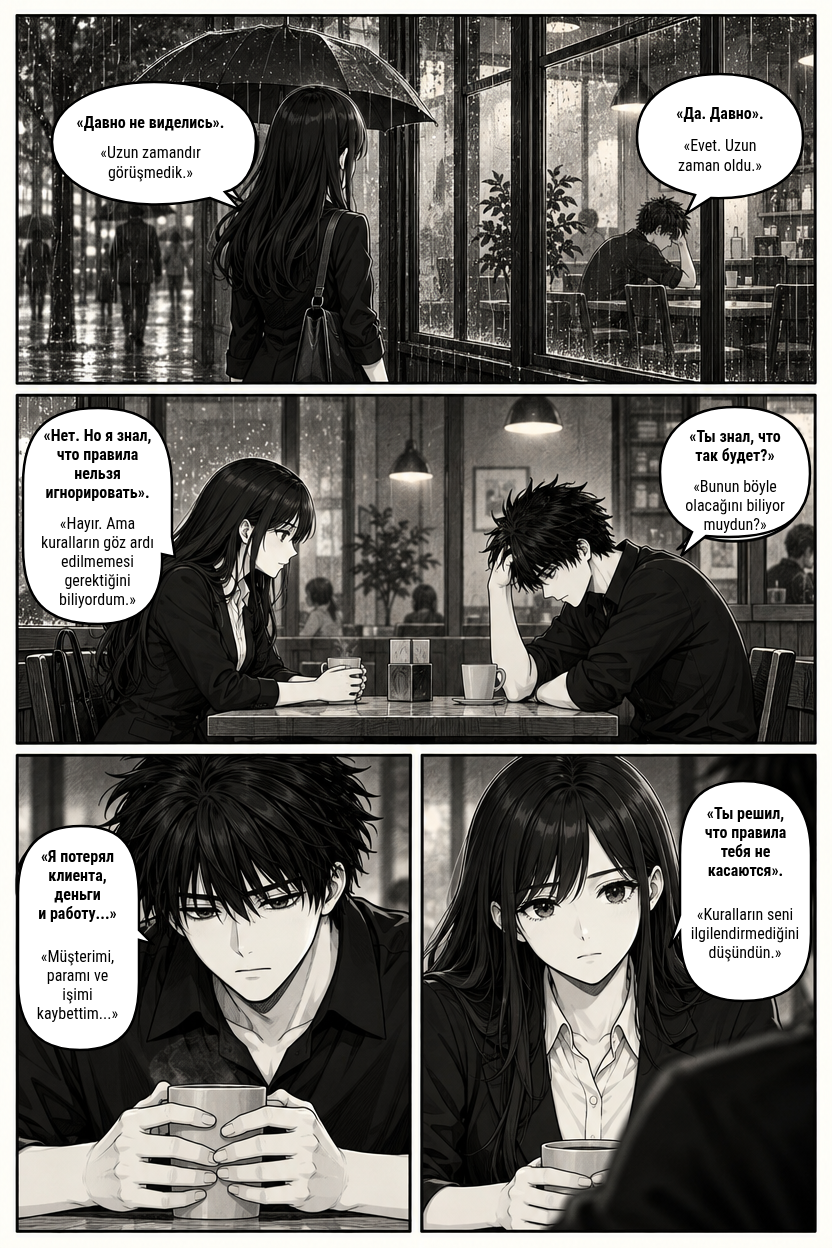 «Давно не виделись».
«Uzun zamandır
görüşmedik.»
«Да. Давно».
«Evet. Uzun
zaman oldu.»
«Нет. Но я знал,
что правила
нельзя
игнорировать».
«Hayır. Ama
kuralların göz ardı
edilmemesi
gerektiğini
biliyordum.»
«Ты знал, что
так будет?»
«Bunun böyle
olacağını biliyor
muydun?»
«Я потерял
клиента,
деньги
и работу...»
«Müşterimi,
paramı ve
işimi
kaybettim...»
«Ты решил,
что правила
тебя не
касаются».
«Kuralların seni
ilgilendirmediğini
düşündün.»